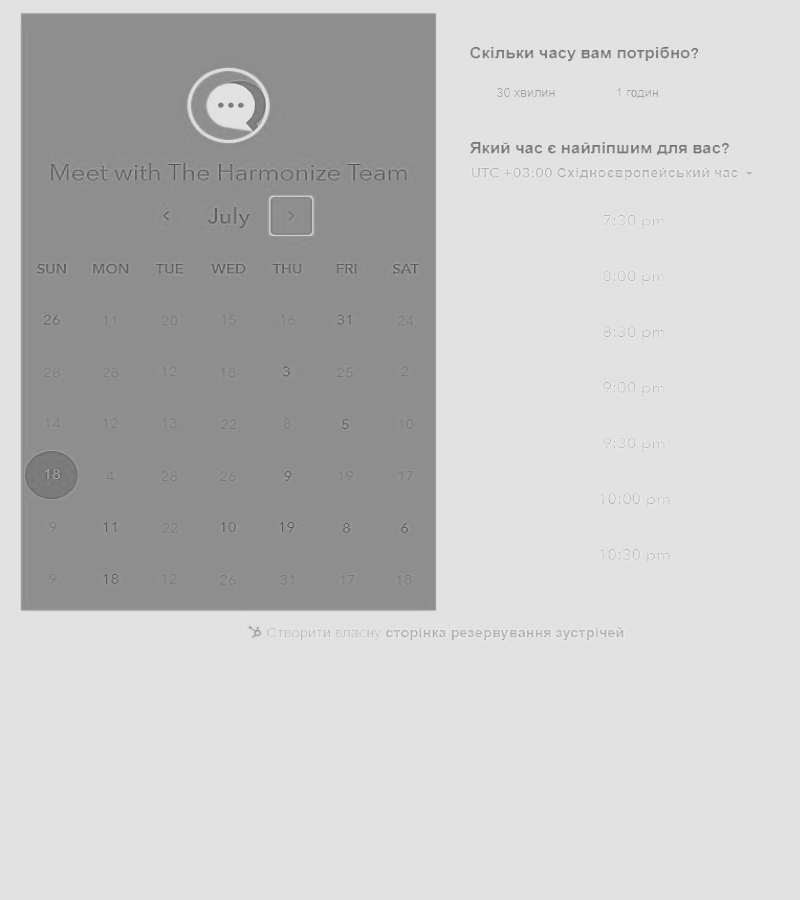 Meet with The Harmonize Team
July
SUN MON TUE WED THU FRI SAT
26 11 20 15 16 31 24
28 28 12 18 3 25 2
14 12 13 22 8 5 10
18 4 28 26 9 19 17
9 11 22 10 19 8 6
9 18 12 26 31 17 18
Скільки часу вам потрібно?
30 хвилин 1 годин
Який час є найліпшим для вас?
UTC +03:00 Східноєвропейський час
7:30 pm
8:00 pm
8:30 pm
9:00 pm
9:30 pm
10:00 pm
10:30 pm
Створити власну сторінка резервування зустрічей